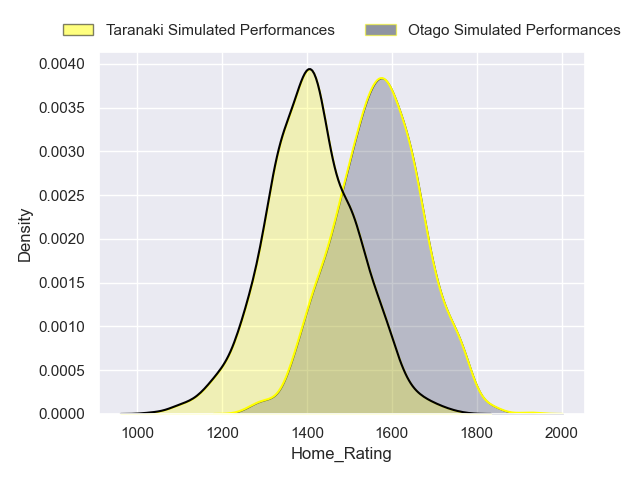 Taranaki Simulated Performances
Otago Simulated Performances
0.0040
0.0035
0.0030
0.0025
0.0020
0.0015
0.0010
0.0005
0.0000
Density
1000 1200 1400 1600 1800 2000
Home_Rating